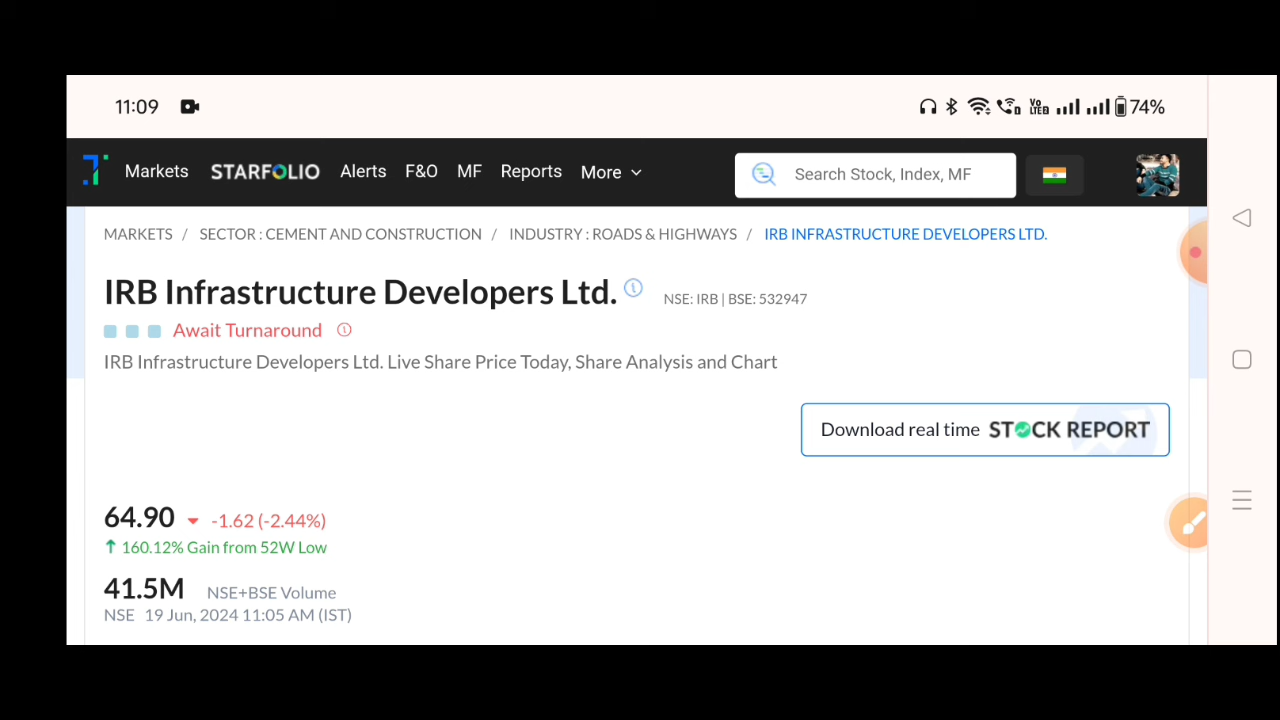 11:09 Vo LTE 74%
Markets STARFOLIO Alerts F&O MF Reports More Search Stock, Index, MF
MARKETS / SECTOR : CEMENT AND CONSTRUCTION / INDUSTRY : ROADS & HIGHWAYS / IRB INFRASTRUCTURE DEVELOPERS LTD.
IRB Infrastructure Developers Ltd. NSE: IRB | BSE: 532947
Await Turnaround
IRB Infrastructure Developers Ltd. Live Share Price Today, Share Analysis and Chart
Download real time STOCK REPORT
64.90 -1.62 (-2.44%)
160.12% Gain from 52W Low
41.5M NSE+BSE Volume
NSE 19 Jun, 2024 11:05 AM (IST)